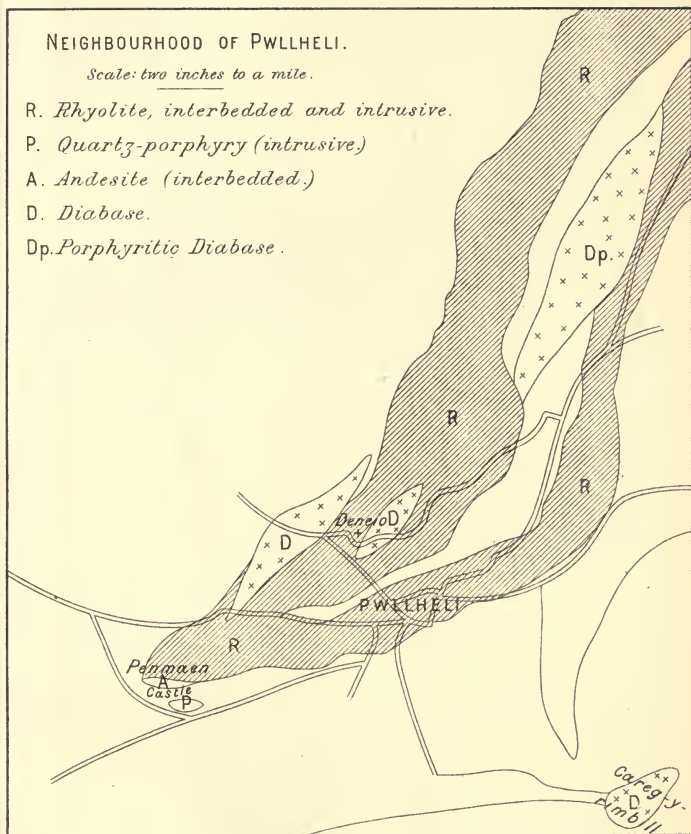 NEIGHBOURHOOD OF PWLLHELI.
Scale: two inches to a mile.
R. Rhyolite, interbedded and intrusive.
P. Quartz-porphyry (intrusive.)
A. Andesite (interbedded.)
D. Diabase.
Dp. Porphyritic Diabase.
R
Dp.
R
R
Deneio D
D
PWLLHELI
R
Penmaen
A
Castle
P
Careg-y-
D
rimbill